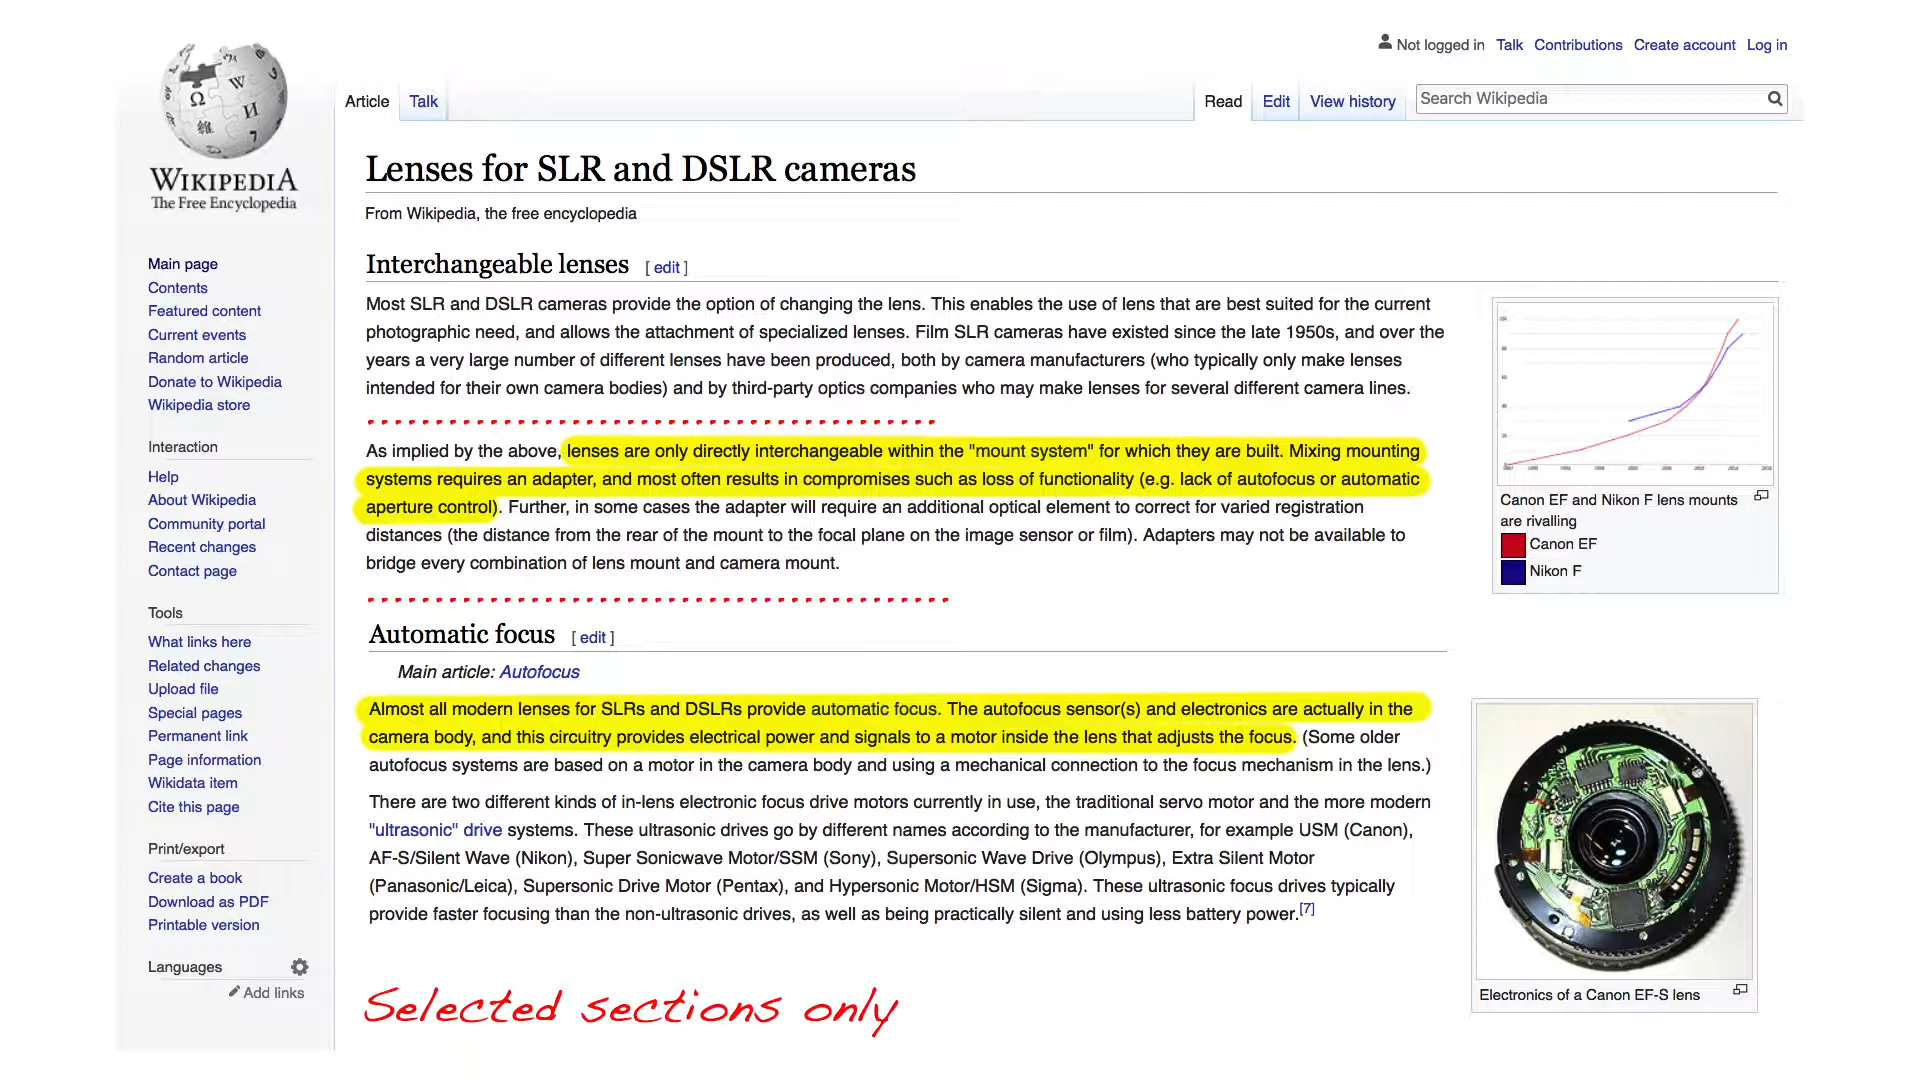 Not logged in Talk Contributions Create account Log in
Article Talk Read Edit View history Search Wikipedia
WIKIPEDIA
The Free Encyclopedia
Main page
Contents
Featured content
Current events
Random article
Donate to Wikipedia
Wikipedia store
Interaction
Help
About Wikipedia
Community portal
Recent changes
Contact page
Tools
What links here
Related changes
Upload file
Special pages
Permanent link
Page information
Wikidata item
Cite this page
Print/export
Create a book
Download as PDF
Printable version
Languages
Add links
Lenses for SLR and DSLR cameras
From Wikipedia, the free encyclopedia
Interchangeable lenses [ edit ]
Most SLR and DSLR cameras provide the option of changing the lens. This enables the use of lens that are best suited for the current
photographic need, and allows the attachment of specialized lenses. Film SLR cameras have existed since the late 1950s, and over the
years a very large number of different lenses have been produced, both by camera manufacturers (who typically only make lenses
intended for their own camera bodies) and by third-party optics companies who may make lenses for several different camera lines.
As implied by the above, lenses are only directly interchangeable within the "mount system" for which they are built. Mixing mounting
systems requires an adapter, and most often results in compromises such as loss of functionality (e.g. lack of autofocus or automatic
aperture control). Further, in some cases the adapter will require an additional optical element to correct for varied registration
distances (the distance from the rear of the mount to the focal plane on the image sensor or film). Adapters may not be available to
bridge every combination of lens mount and camera mount.
Canon EF and Nikon F lens mounts
are rivalling
Canon EF
Nikon F
Automatic focus [ edit ]
Main article: Autofocus
Almost all modern lenses for SLRs and DSLRs provide automatic focus. The autofocus sensor(s) and electronics are actually in the
camera body, and this circuitry provides electrical power and signals to a motor inside the lens that adjusts the focus. (Some older
autofocus systems are based on a motor in the camera body and using a mechanical connection to the focus mechanism in the lens.)
There are two different kinds of in-lens electronic focus drive motors currently in use, the traditional servo motor and the more modern
"ultrasonic" drive systems. These ultrasonic drives go by different names according to the manufacturer, for example USM (Canon),
AF-S/Silent Wave (Nikon), Super Sonicwave Motor/SSM (Sony), Supersonic Wave Drive (Olympus), Extra Silent Motor
(Panasonic/Leica), Supersonic Drive Motor (Pentax), and Hypersonic Motor/HSM (Sigma). These ultrasonic focus drives typically
provide faster focusing than the non-ultrasonic drives, as well as being practically silent and using less battery power.[7]
Electronics of a Canon EF-S lens
Selected sections only